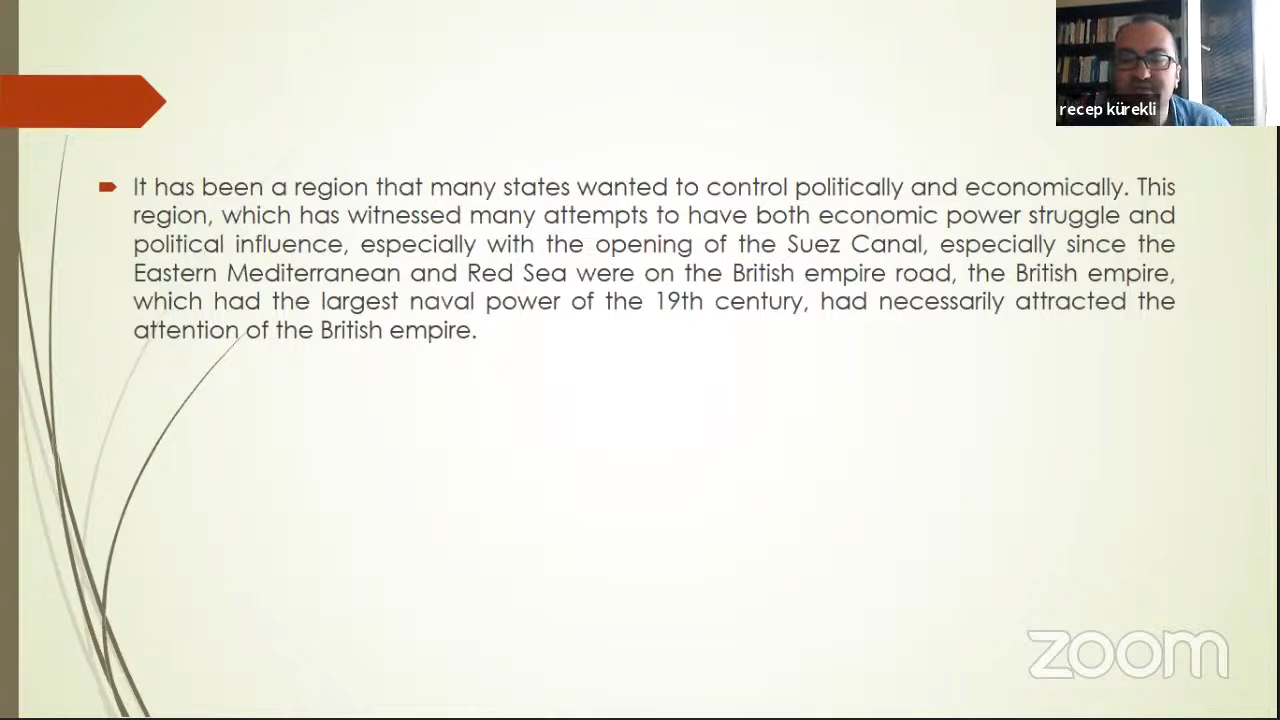 recep kürekli
It has been a region that many states wanted to control politically and economically. This
region, which has witnessed many attempts to have both economic power struggle and
political influence, especially with the opening of the Suez Canal, especially since the
Eastern Mediterranean and Red Sea were on the British empire road, the British empire,
which had the largest naval power of the 19th century, had necessarily attracted the
attention of the British empire.
zoom